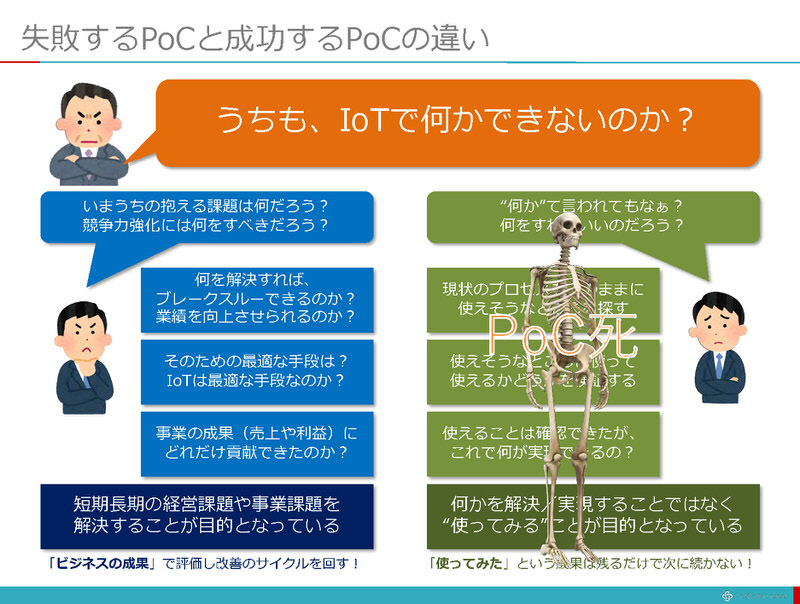 失敗するPoCと成功するPoCの違い
うちも、IoTで何かできないのか？
いまうちの抱える課題は何だろう？
競争力強化には何をすべきだろう？
何を解決すれば、
ブレークスルーできるのか？
業績を向上させられるのか？
そのための最適な手段は？
IoTは最適な手段なのか？
事業の成果（売上や利益）に
どれだけ貢献できたのか？
短期長期の経営課題や事業課題を
解決することが目的となっている
「ビジネスの成果」で評価し改善のサイクルを回す！
“何か”て言われてもなぁ？
何をすれ いいのだろう？
現状のプロセ ままに
使えそうなと 探す
PoC死
使えそうなとこ 使って
使えるかど 証する
使えることは確認できたが、
これで何が実現できるの？
何かを解決／実現することではなく
“使ってみる”ことが目的となっている
「使ってみた」という成果は残るだけで次に続かない！